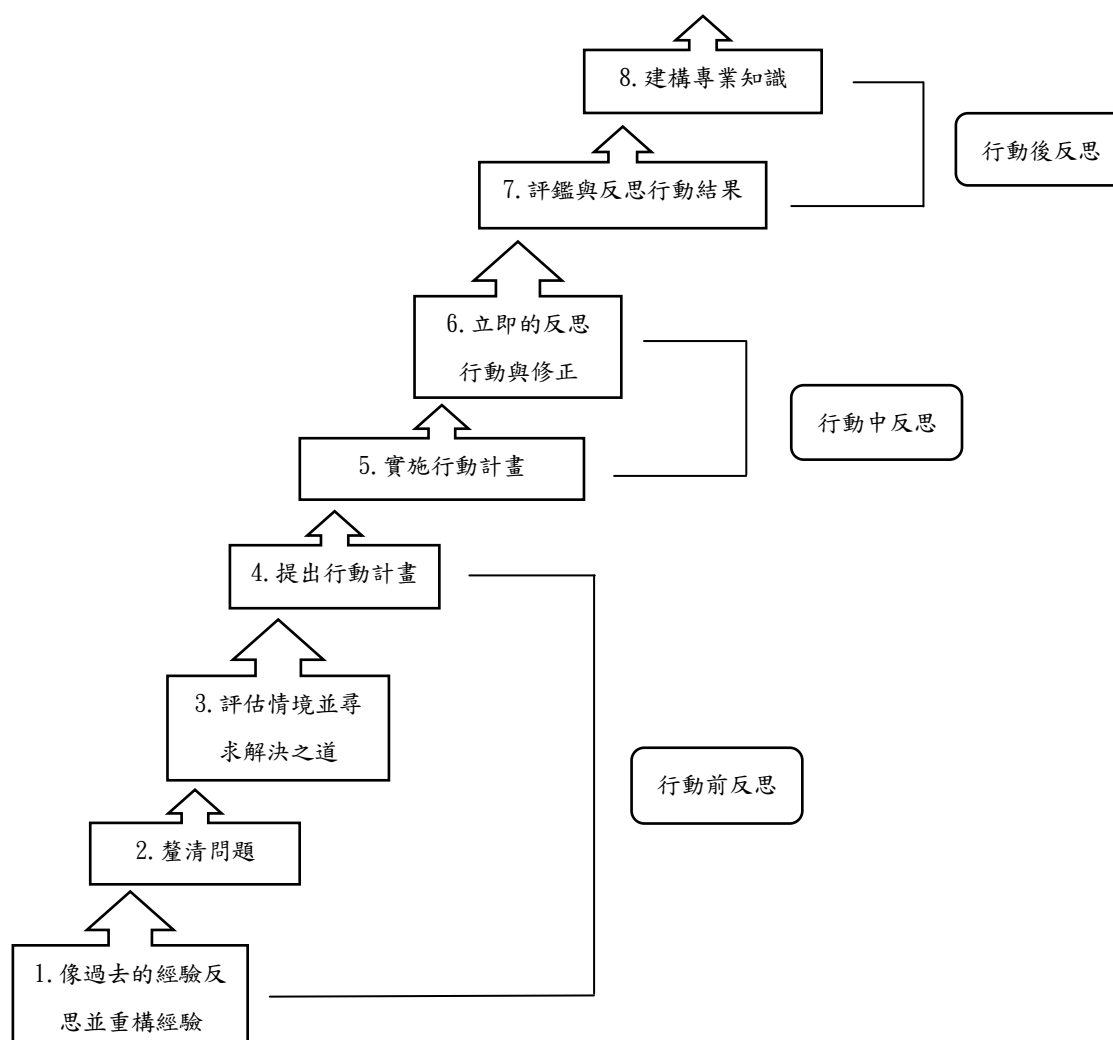 8.建構專業知識
行動後反思
7.評鑑與反思行動結果
6.立即的反思
行動與修正
行動中反思
5.實施行動計畫
4.提出行動計畫
3.評估情境並尋
求解決之道
行動前反思
2.釐清問題
1.像過去的經驗反
思並重構經驗